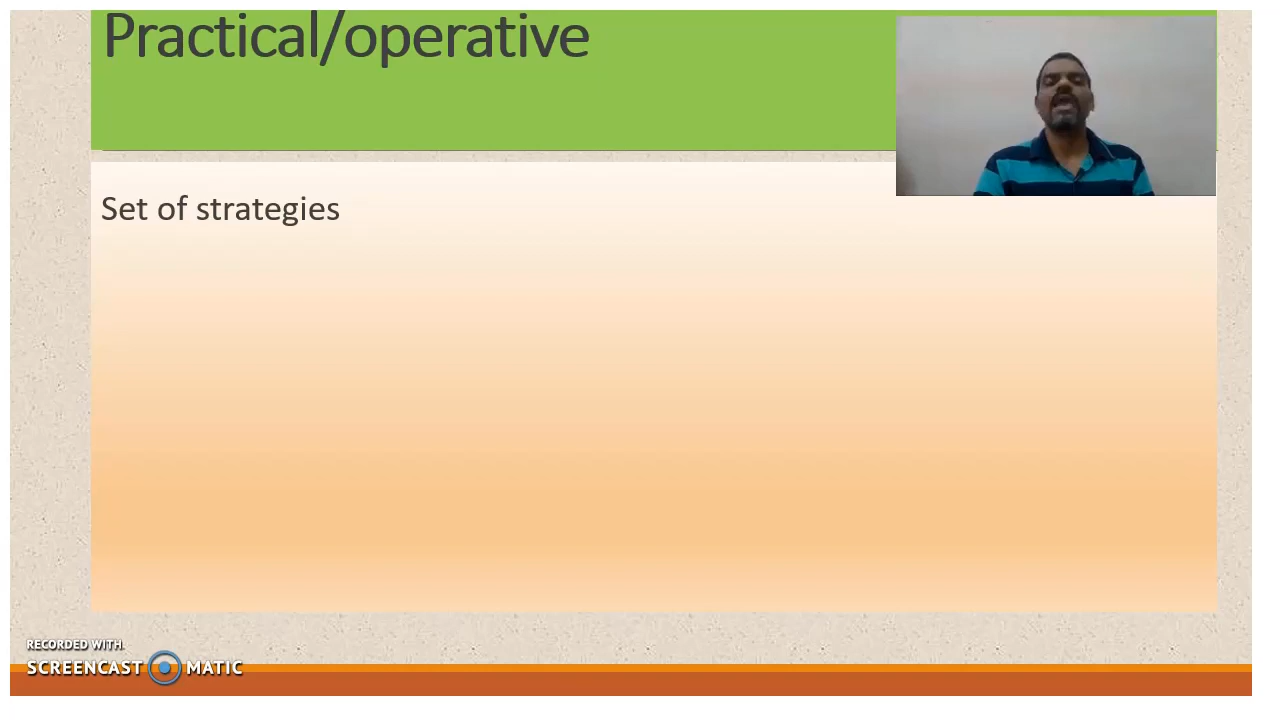 Practical/operative
Set of strategies
RECORDED WITH
SCREENCAST MATIC